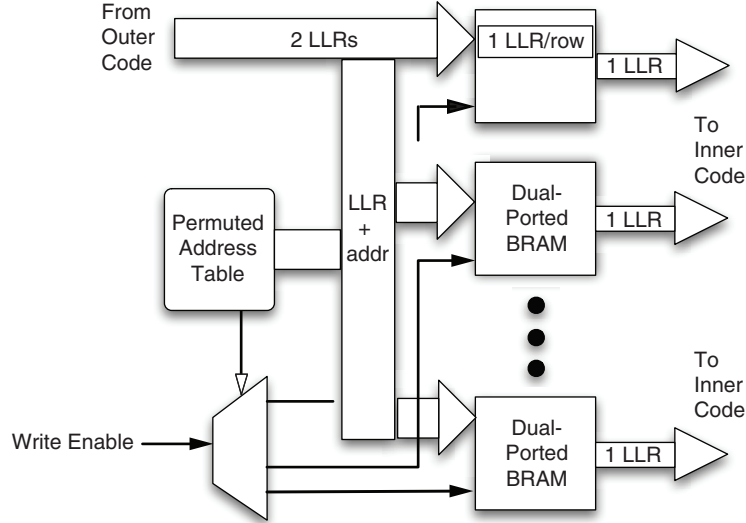 From
Outer
Code
2 LLRs
1 LLR/row
1 LLR
To
Inner
Code
Permuted
Address
Table
LLR
+
addr
Dual-
Ported
BRAM
1 LLR
Write Enable
Dual-
Ported
BRAM
1 LLR
To
Inner
Code